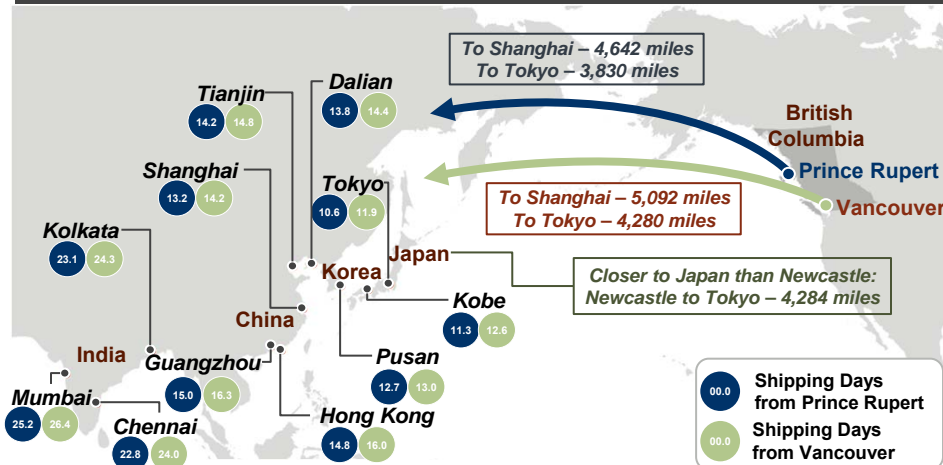 To Shanghai – 4,642 miles
To Tokyo – 3,830 miles
Tianjin
14.2 14.8
Dalian
13.8 14.4
British
Columbia
Prince Rupert
Vancouver
Shanghai
13.2 14.2
Tokyo
10.6 11.9
To Shanghai – 5,092 miles
To Tokyo – 4,280 miles
Kolkata
23.1 24.3
Japan
Korea
Closer to Japan than Newcastle:
Newcastle to Tokyo – 4,284 miles
China
Kobe
11.3 12.6
India
Guangzhou
15.0 16.3
Pusan
12.7 13.0
Mumbai
25.2 26.4
Chennai
22.8 24.0
Hong Kong
14.8 16.0
00.0 Shipping Days
from Prince Rupert
00.0 Shipping Days
from Vancouver